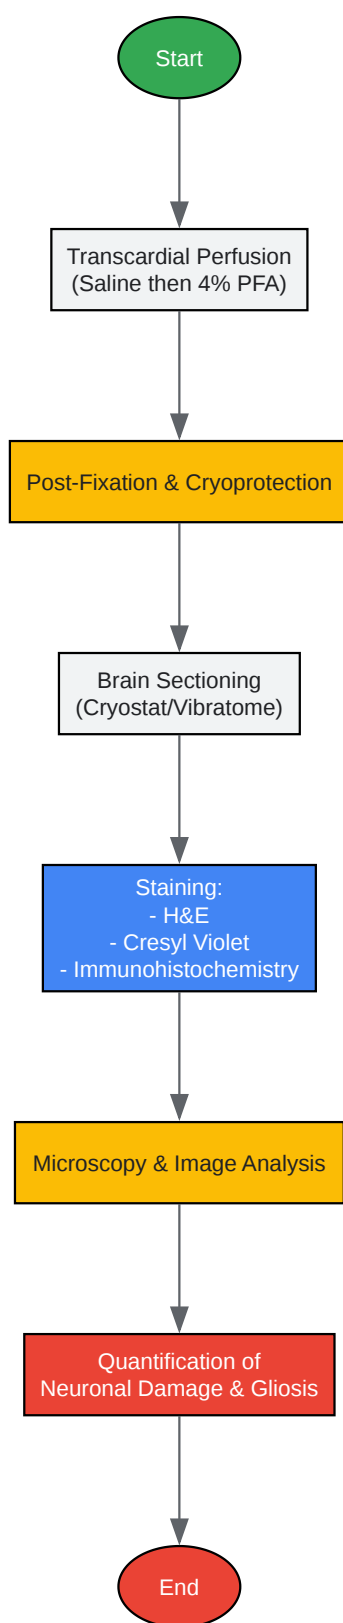 Start
Transcardial Perfusion
(Saline then 4% PFA)
Post-Fixation & Cryoprotection
Brain Sectioning
(Cryostat/Vibratome)
Staining:
- H&E
- Cresyl Violet
- Immunohistochemistry
Microscopy & Image Analysis
Quantification of
Neuronal Damage & Gliosis
End